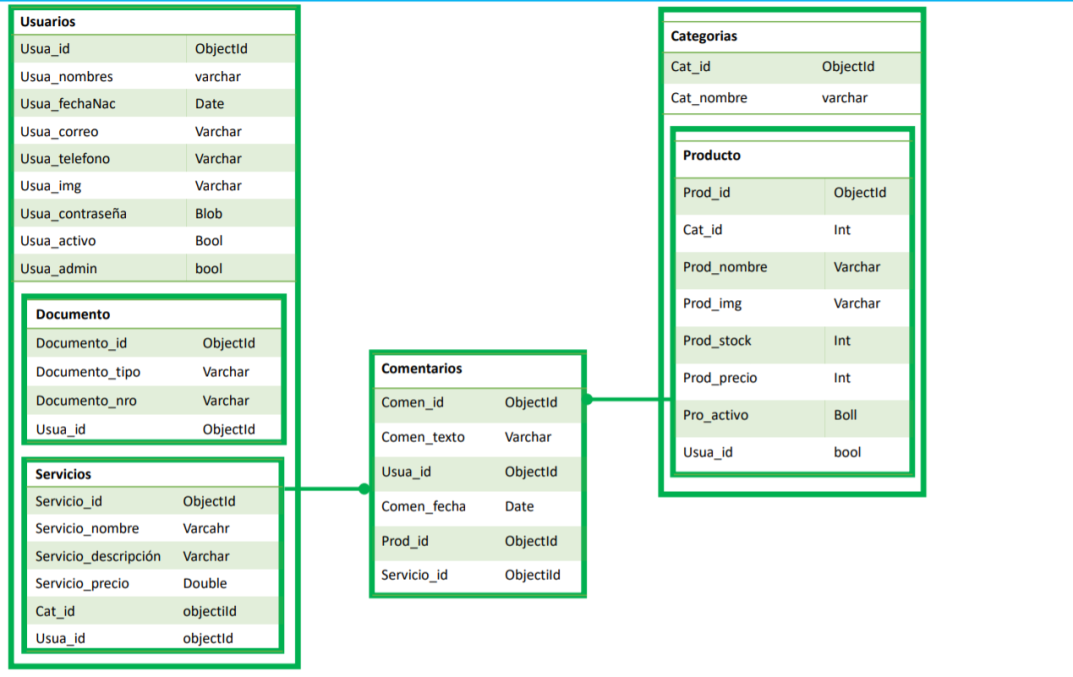 Usuarios
Usua_id ObjectId
Usua_nombres varchar
Usua_fechaNac Date
Usua_correo Varchar
Usua_telefono Varchar
Usua_img Varchar
Usua_contraseña Blob
Usua_activo Bool
Usua_admin bool
Documento
Documento_id ObjectId
Documento_tipo Varchar
Documento_nro Varchar
Usua_id ObjectId
Servicios
Servicio_id ObjectId
Servicio_nombre Varcahr
Servicio_descripción Varchar
Servicio_precio Double
Cat_id objectiId
Usua_id objectId
Comentarios
Comen_id ObjectId
Comen_texto Varchar
Usua_id ObjectId
Comen_fecha Date
Prod_id ObjectId
Servicio_id ObjectiId
Categorias
Cat_id ObjectId
Cat_nombre varchar
Producto
Prod_id ObjectId
Cat_id Int
Prod_nombre Varchar
Prod_img Varchar
Prod_stock Int
Prod_precio Int
Pro_activo Boll
Usua_id bool